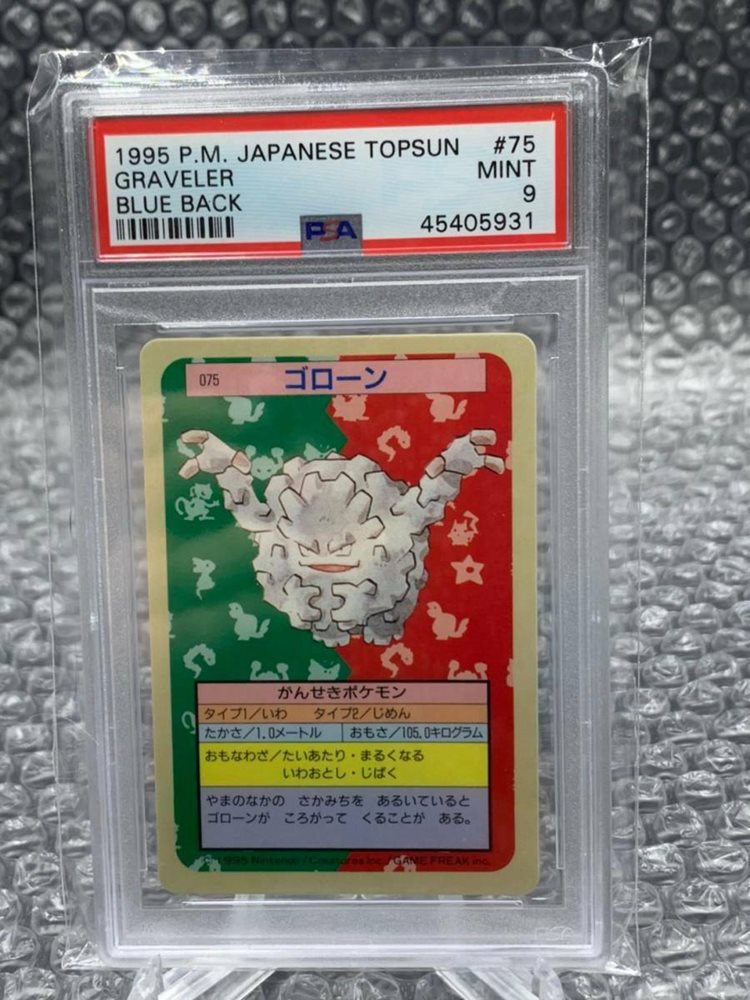 1995 P.M. JAPANESE TOPSUN #75
GRAVELER MINT
BLUE BACK 9
PSA 45405931
075 ゴローン
がんせきポケモン
タイプ1/いわ タイプ2/じめん
たかさ/1.0メートル おもさ/105.0キログラム
おもなわざ/たいあたり・まるくなる
いわおとし・じばく
やまのなかの さかみちを あるいていると
ゴローンが ころがって くることが ある。
© 1995 Nintendo / Creatures inc. / GAME FREAK inc.